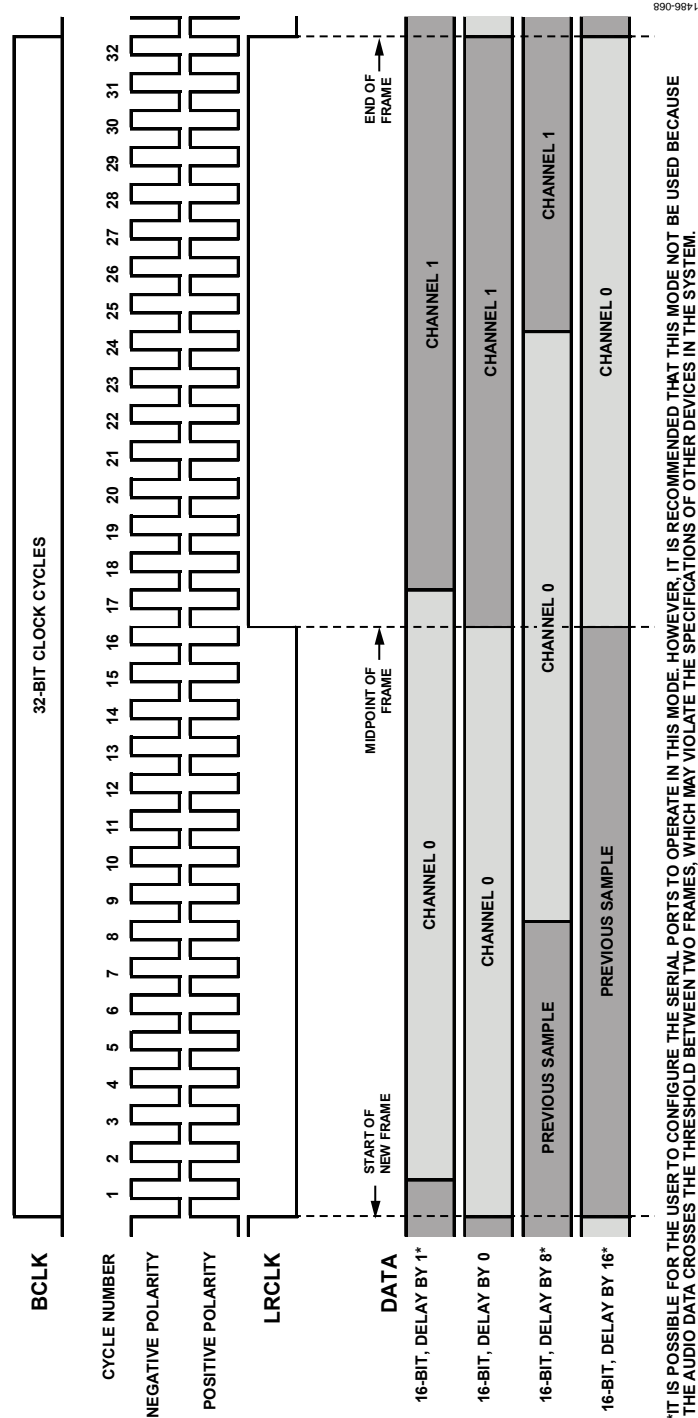 BCLK
32-BIT CLOCK CYCLES
CYCLE NUMBER
1 2 3 4 5 6 7 8 9 10 11 12 13 14 15 16 17 18 19 20 21 22 23 24 25 26 27 28 29 30 31 32
NEGATIVE POLARITY
POSITIVE POLARITY
LRCLK
START OF
NEW FRAME
MIDPOINT OF
FRAME
END OF
FRAME
DATA
16-BIT, DELAY BY 1*
CHANNEL 0
CHANNEL 1
16-BIT, DELAY BY 0
CHANNEL 0
CHANNEL 1
16-BIT, DELAY BY 8*
PREVIOUS SAMPLE
CHANNEL 0
CHANNEL 1
16-BIT, DELAY BY 16*
PREVIOUS SAMPLE
CHANNEL 0
*IT IS POSSIBLE FOR THE USER TO CONFIGURE THE SERIAL PORTS TO OPERATE IN THIS MODE. HOWEVER, IT IS RECOMMENDED THAT THIS MODE NOT BE USED BECAUSE
THE AUDIO DATA CROSSES THE THRESHOLD BETWEEN TWO FRAMES, WHICH MAY VIOLATE THE SPECIFICATIONS OF OTHER DEVICES IN THE SYSTEM.
1486-068